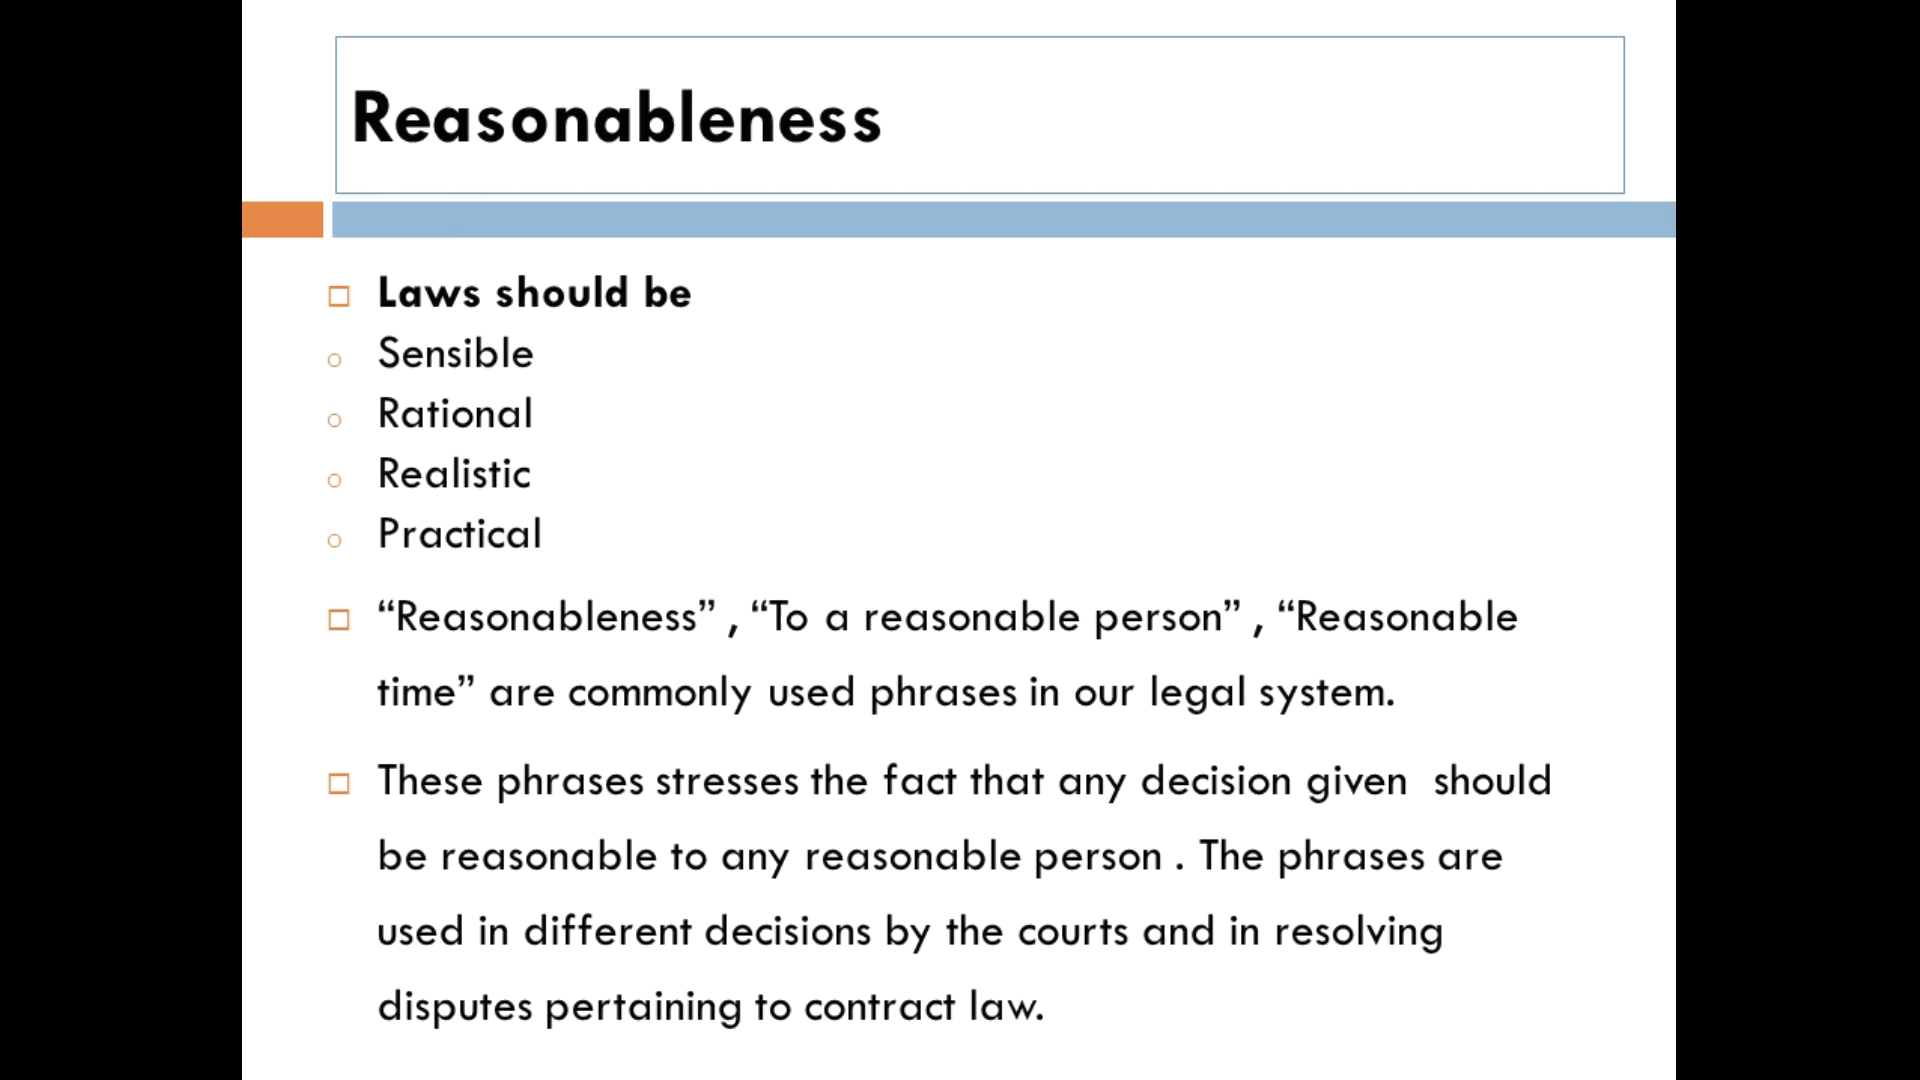 Reasonableness
Laws should be
Sensible
Rational
Realistic
Practical
“Reasonableness” , “To a reasonable person” , “Reasonable
time” are commonly used phrases in our legal system.
These phrases stresses the fact that any decision given  should
be reasonable to any reasonable person . The phrases are
used in different decisions by the courts and in resolving
disputes pertaining to contract law.